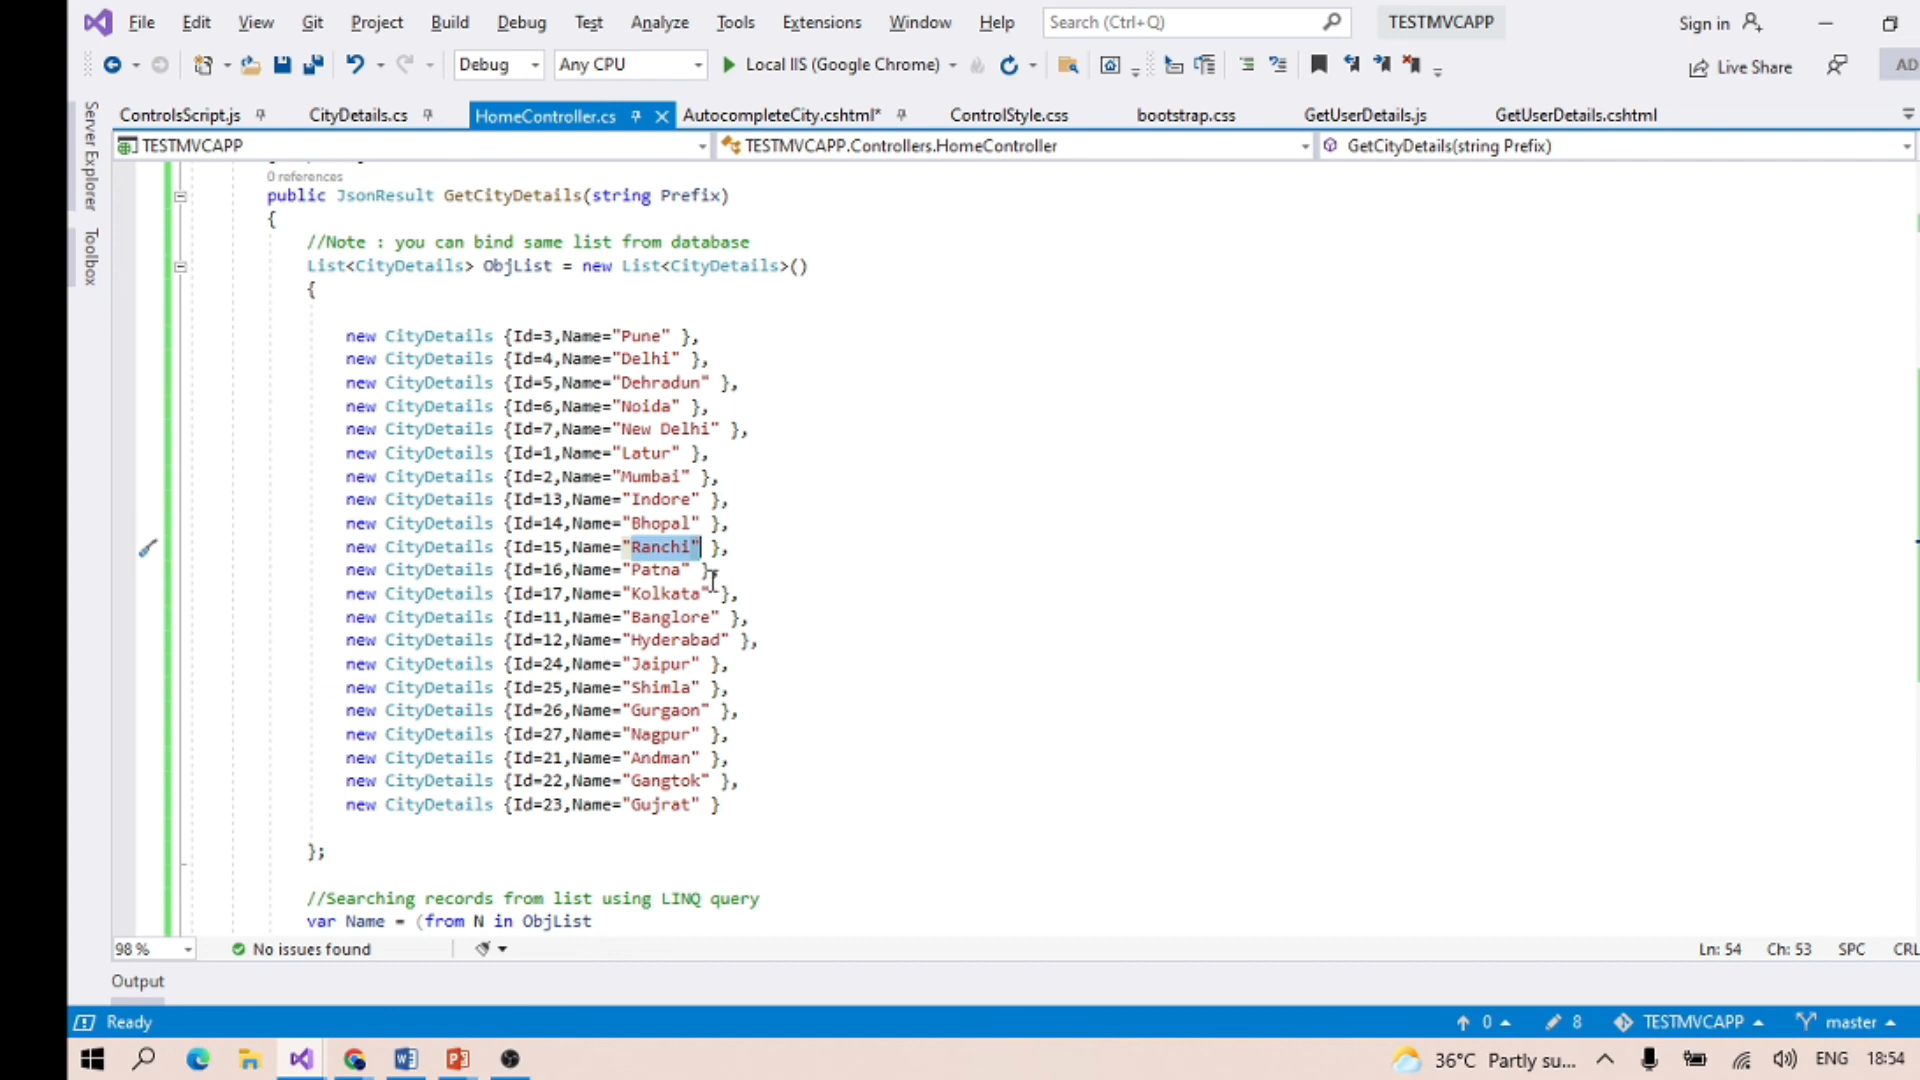 File Edit View Git Project Build Debug Test Analyze Tools Extensions Window Help Search (Ctrl+Q) TESTMVCAPP Sign in
Debug Any CPU Local IIS (Google Chrome) Live Share AD
ControlsScript.js CityDetails.cs HomeController.cs AutocompleteCity.cshtml* ControlStyle.css bootstrap.css GetUserDetails.js GetUserDetails.cshtml
TESTMVCAPP TESTMVCAPP.Controllers.HomeController GetCityDetails(string Prefix)
Server Explorer
Toolbox
0 references
public JsonResult GetCityDetails(string Prefix)
{
//Note : you can bind same list from database
List<CityDetails> ObjList = new List<CityDetails>()
{
new CityDetails {Id=3,Name="Pune" },
new CityDetails {Id=4,Name="Delhi" },
new CityDetails {Id=5,Name="Dehradun" },
new CityDetails {Id=6,Name="Noida" },
new CityDetails {Id=7,Name="New Delhi" },
new CityDetails {Id=1,Name="Latur" },
new CityDetails {Id=2,Name="Mumbai" },
new CityDetails {Id=13,Name="Indore" },
new CityDetails {Id=14,Name="Bhopal" },
new CityDetails {Id=15,Name="Ranchi" },
new CityDetails {Id=16,Name="Patna" },
new CityDetails {Id=17,Name="Kolkata" },
new CityDetails {Id=11,Name="Banglore" },
new CityDetails {Id=12,Name="Hyderabad" },
new CityDetails {Id=24,Name="Jaipur" },
new CityDetails {Id=25,Name="Shimla" },
new CityDetails {Id=26,Name="Gurgaon" },
new CityDetails {Id=27,Name="Nagpur" },
new CityDetails {Id=21,Name="Andman" },
new CityDetails {Id=22,Name="Gangtok" },
new CityDetails {Id=23,Name="Gujrat" }
};
//Searching records from list using LINQ query
var Name = (from N in ObjList
98 % No issues found Ln: 54 Ch: 53 SPC CRL
Output
Ready 0 8 TESTMVCAPP master
36°C Partly su... ENG 18:54